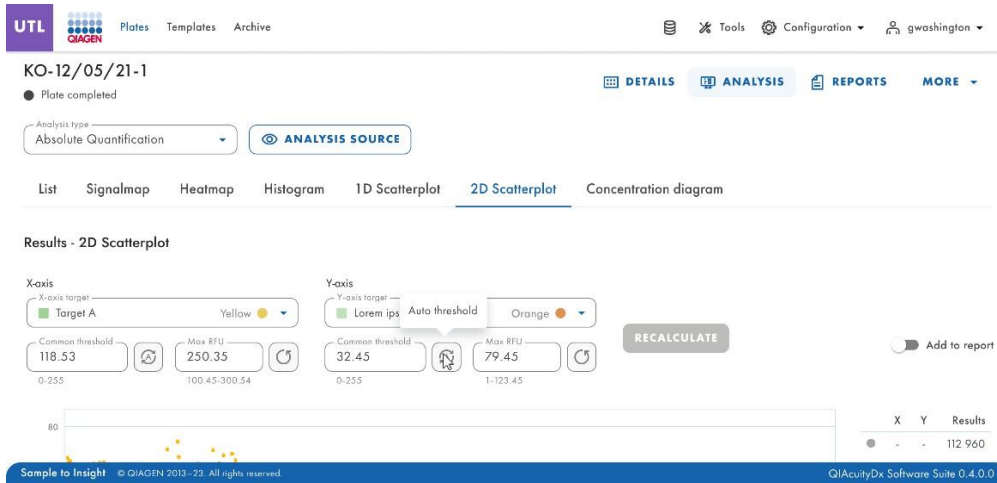 UTL QIAGEN Plates Templates Archive Tools Configuration gwashington
KO-12/05/21-1
Plate completed
DETAILS ANALYSIS REPORTS MORE
Analysis type
Absolute Quantification
ANALYSIS SOURCE
List Signalmap Heatmap Histogram 1D Scatterplot 2D Scatterplot Concentration diagram
Results - 2D Scatterplot
X-axis Y-axis
X-axis target Y-axis target
Target A Yellow Lorem ips Auto threshold Orange
RECALCULATE
Common threshold Max RFU Common threshold Max RFU
118.53 A 250.35 32.45 79.45
Add to report
0-255 100.45-300.54 0-255 1-123.45
X Y Results
80
- - 112 960
Sample to Insight © QIAGEN 2013–23. All rights reserved. QIAcuityDx Software Suite 0.4.0.0